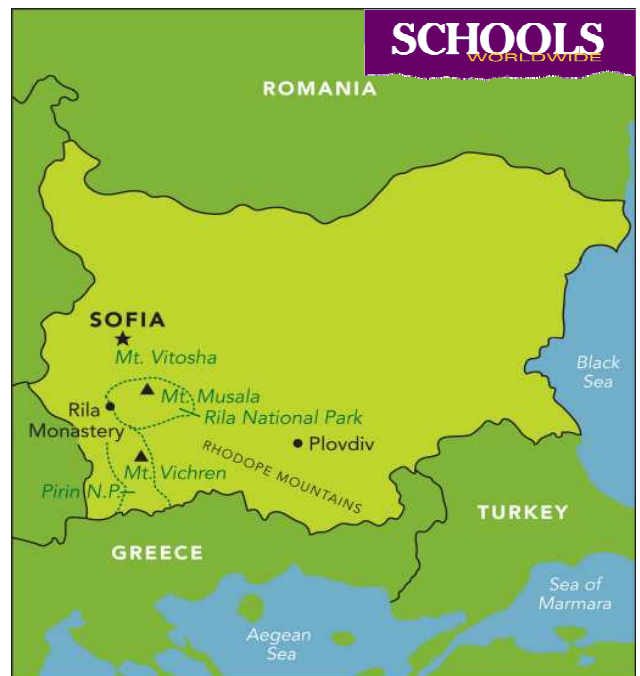 SCHOOLS
WORLDWIDE
ROMANIA
SOFIA
Mt. Vitosha
Black
Sea
Mt. Musala
Rila
Monastery
Rila National Park
Plovdiv
RHODOPE MOUNTAINS
Mt. Vichren
Pirin N.P.
TURKEY
GREECE
Sea of
Marmara
Aegean
Sea